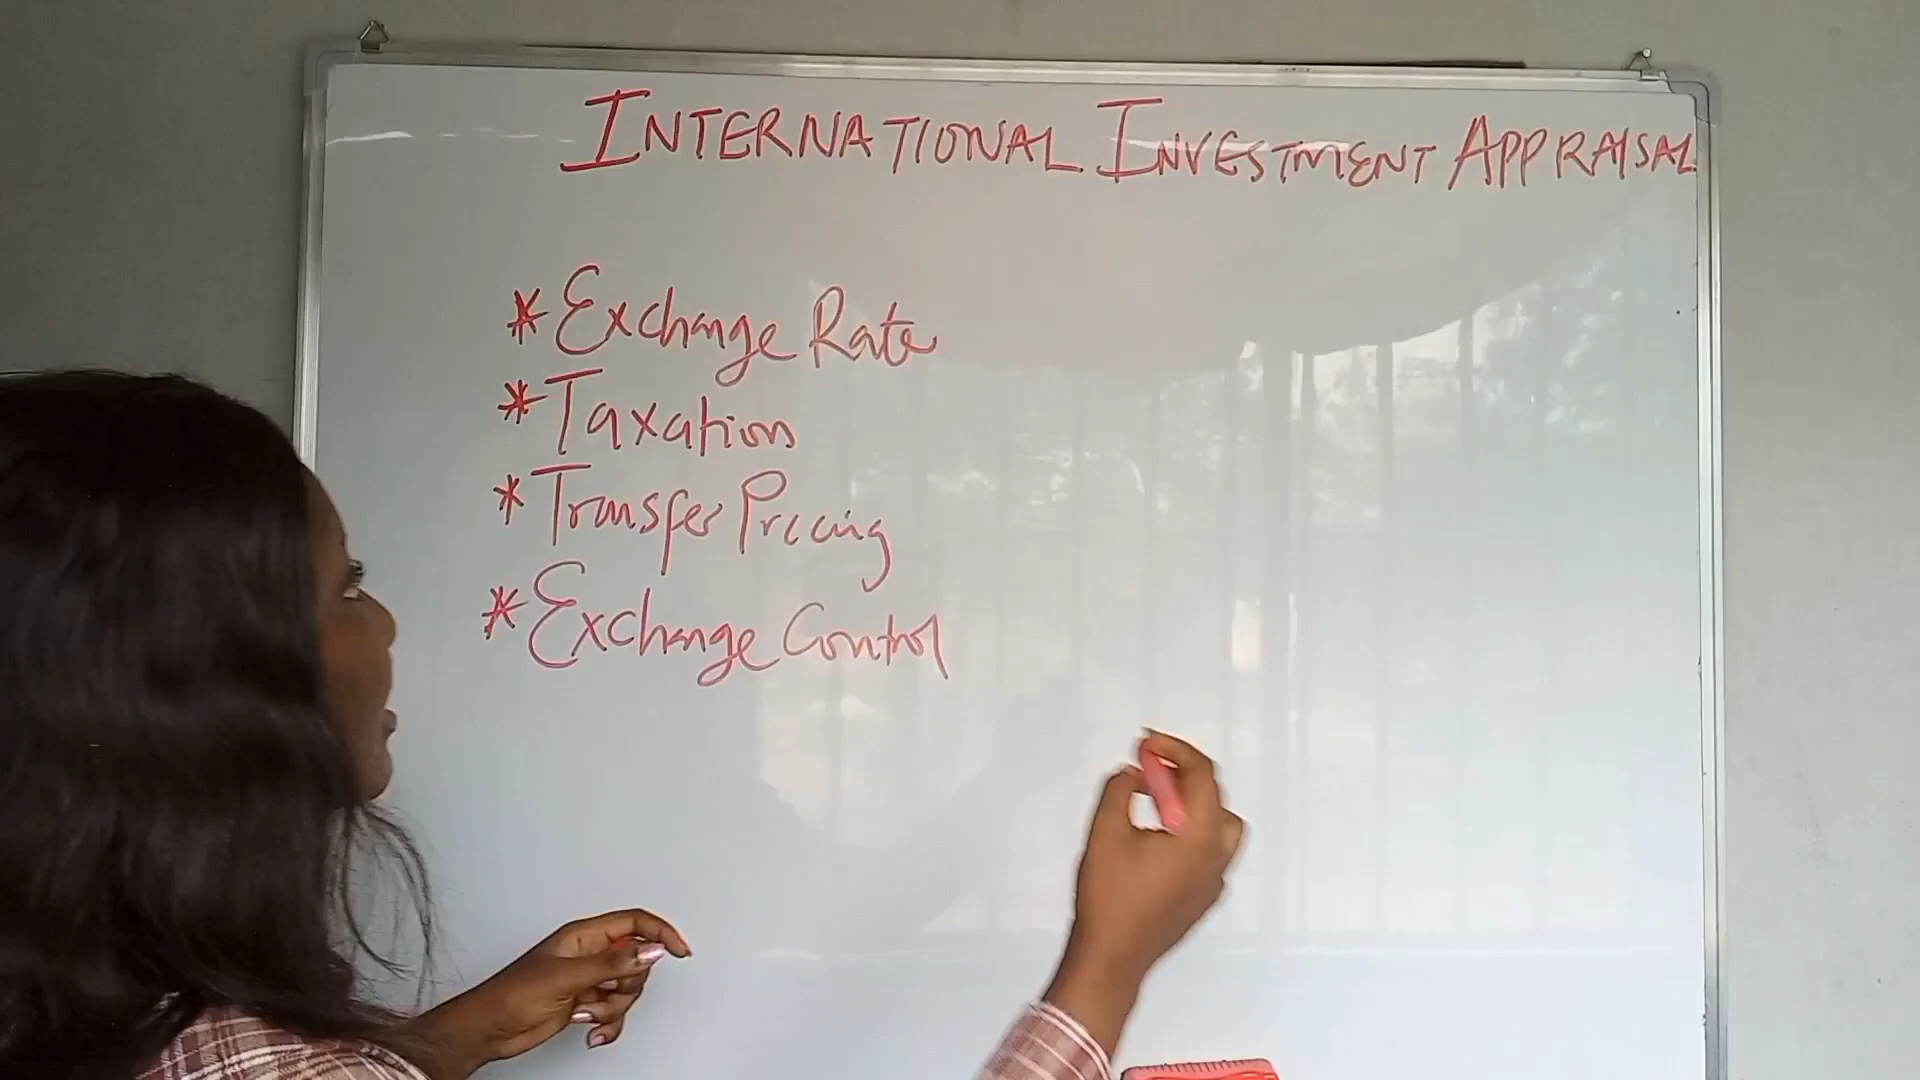 INTERNATIONAL INVESTMENT APPRAISAL
* Exchange Rate
* Taxation
* Transfer Pricing
* Exchange Control